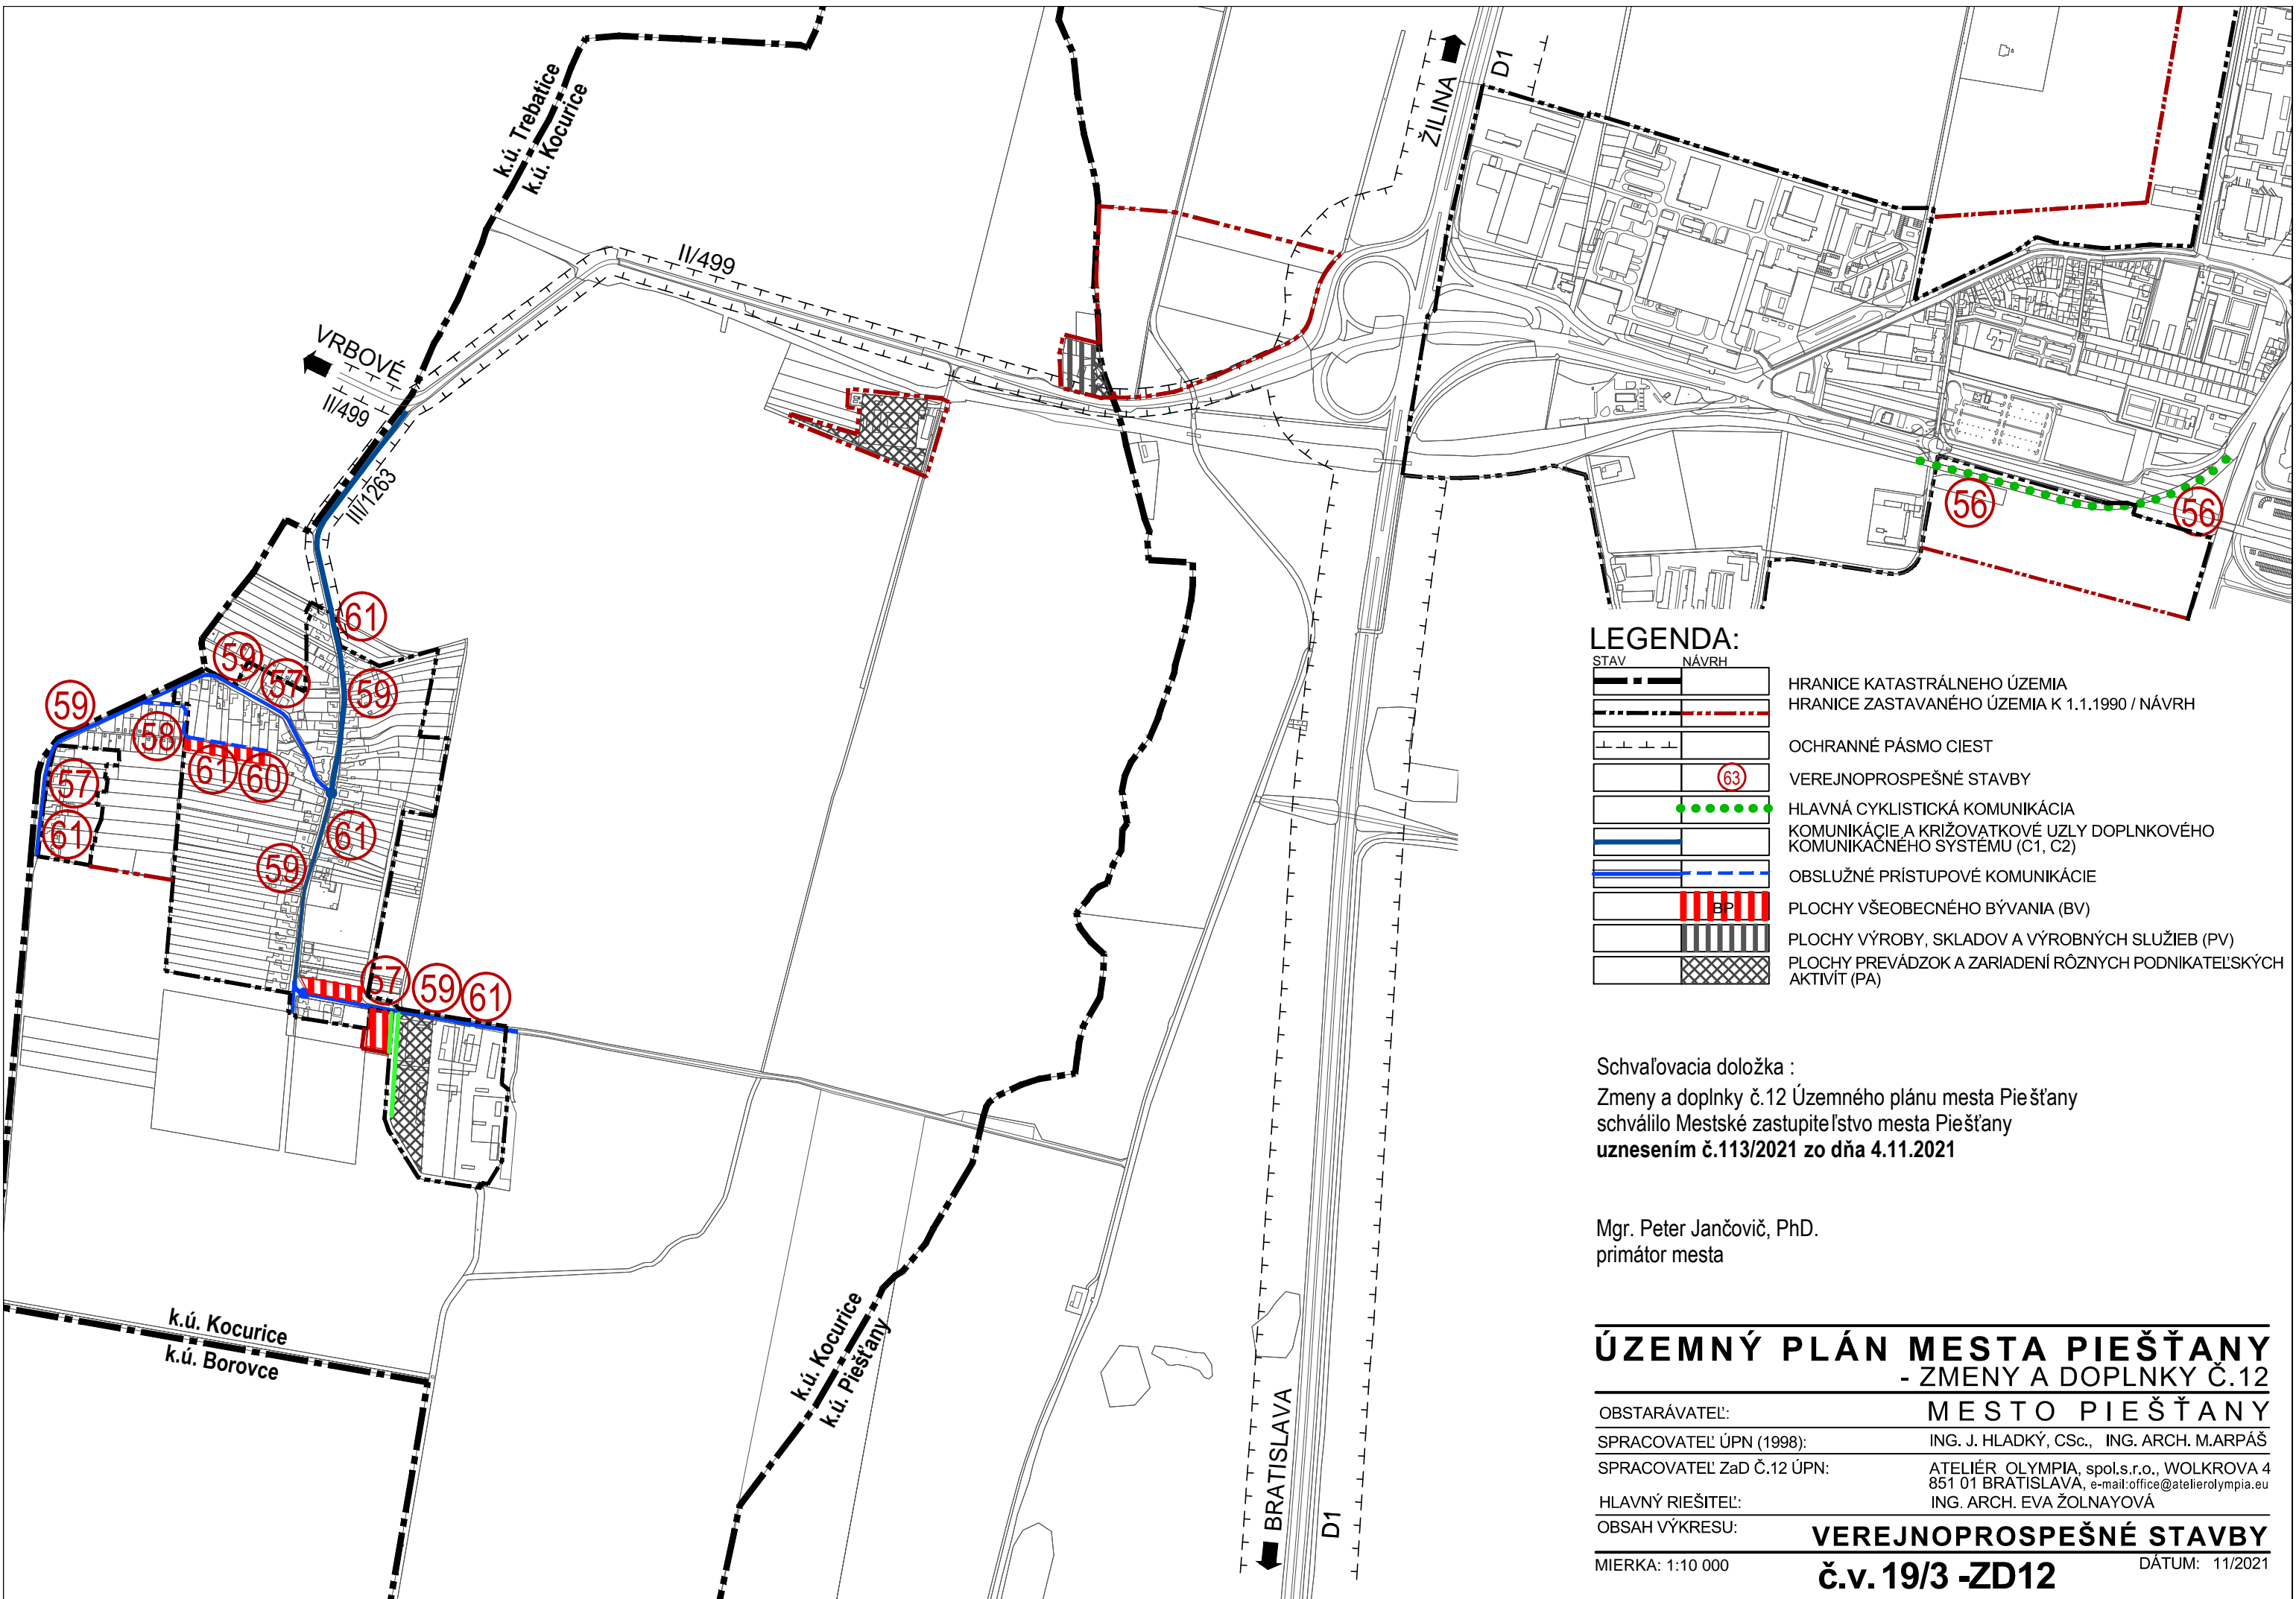 k.ú. Trebatice
k.ú. Kocurice
ŽILINA
D1
II/499
VRBOVÉ
II/499
III/1263
56
56
61
59
57
59
59
58
61
60
57
61
61
59
57
59
61
k.ú. Kocurice
k.ú. Borovce
k.ú. Kocurice
k.ú. Piešťany
BRATISLAVA
D1
LEGENDA:
STAV NÁVRH
HRANICE KATASTRÁLNEHO ÚZEMIA
HRANICE ZASTAVANÉHO ÚZEMIA K 1.1.1990 / NÁVRH
OCHRANNÉ PÁSMO CIEST
63 VEREJNOPROSPEŠNÉ STAVBY
HLAVNÁ CYKLISTICKÁ KOMUNIKÁCIA
KOMUNIKÁCIE A KRIŽOVATKOVÉ UZLY DOPLNKOVÉHO
KOMUNIKAČNÉHO SYSTÉMU (C1, C2)
OBSLUŽNÉ PRÍSTUPOVÉ KOMUNIKÁCIE
BP PLOCHY VŠEOBECNÉHO BÝVANIA (BV)
PLOCHY VÝROBY, SKLADOV A VÝROBNÝCH SLUŽIEB (PV)
PLOCHY PREVÁDZOK A ZARIADENÍ RÔZNYCH PODNIKATEĽSKÝCH
AKTIVÍT (PA)
Schvaľovacia doložka :
Zmeny a doplnky č.12 Územného plánu mesta Piešťany
schválilo Mestské zastupiteľstvo mesta Piešťany
uznesením č.113/2021 zo dňa 4.11.2021
Mgr. Peter Jančovič, PhD.
primátor mesta
ÚZEMNÝ PLÁN MESTA PIEŠŤANY
- ZMENY A DOPLNKY Č.12
OBSTARÁVATEĽ: MESTO PIEŠŤANY
SPRACOVATEĽ ÚPN (1998): ING. J. HLADKÝ, CSc., ING. ARCH. M.ARPÁŠ
SPRACOVATEĽ ZaD Č.12 ÚPN: ATELIÉR OLYMPIA, spol.s.r.o., WOLKROVA 4
851 01 BRATISLAVA, e-mail:office@atelierolympia.eu
HLAVNÝ RIEŠITEĽ: ING. ARCH. EVA ŽOLNAYOVÁ
OBSAH VÝKRESU: VEREJNOPROSPEŠNÉ STAVBY
MIERKA: 1:10 000 č.v. 19/3 -ZD12 DÁTUM: 11/2021